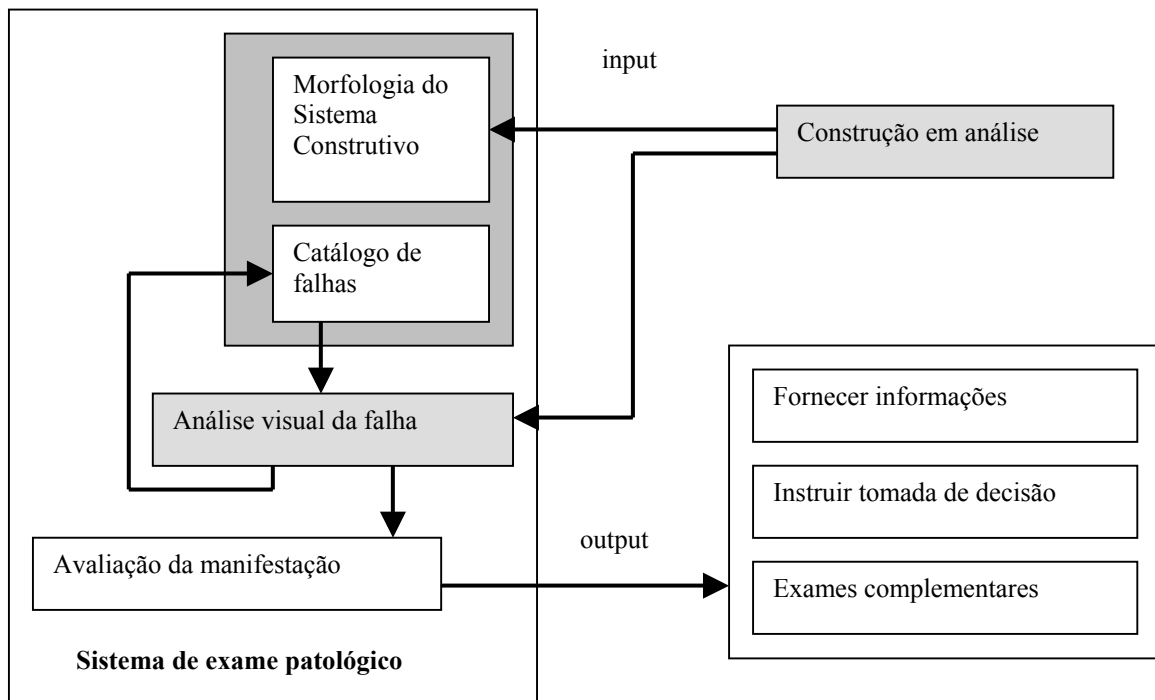 Morfologia do
Sistema
Construtivo
input
Construção em análise
Catálogo de
falhas
Análise visual da falha
Fornecer informações
Instruir tomada de decisão
output
Avaliação da manifestação
Exames complementares
Sistema de exame patológico